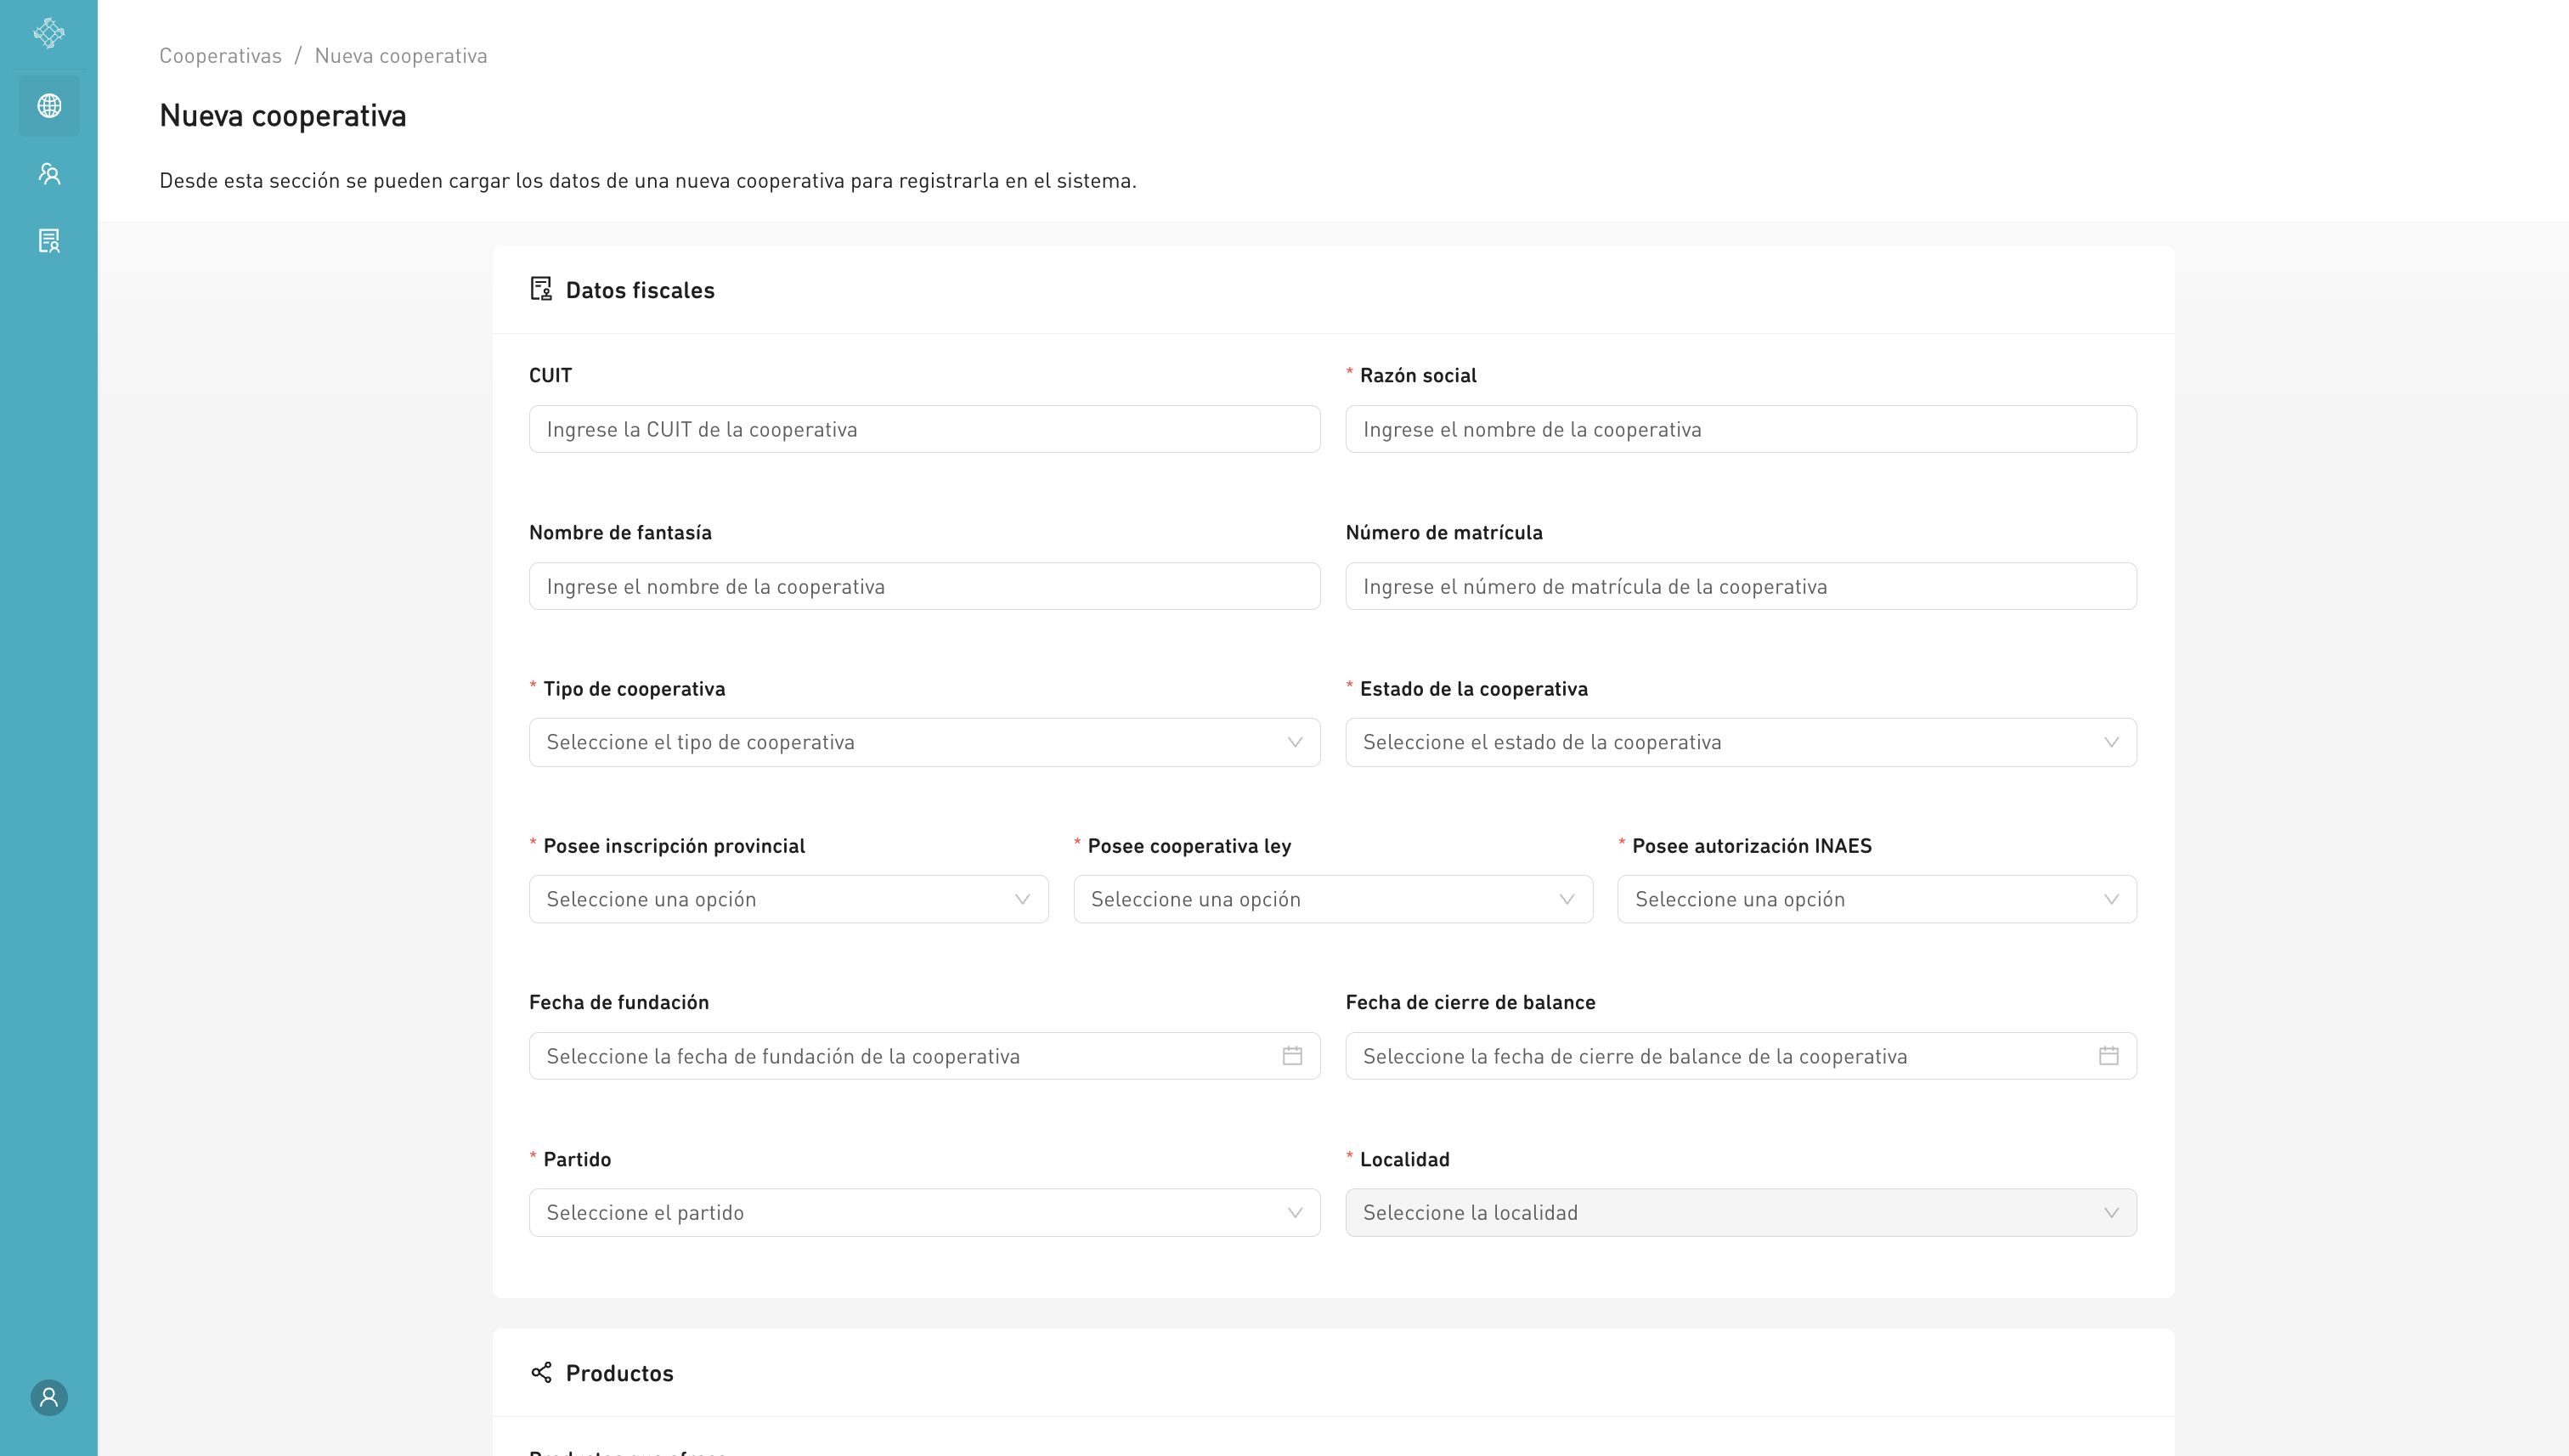 Cooperativas / Nueva cooperativa
Nueva cooperativa
Desde esta sección se pueden cargar los datos de una nueva cooperativa para registrarla en el sistema.
Datos fiscales
CUIT
* Razón social
Ingrese la CUIT de la cooperativa
Ingrese el nombre de la cooperativa
Nombre de fantasía
Número de matrícula
Ingrese el nombre de la cooperativa
Ingrese el número de matrícula de la cooperativa
* Tipo de cooperativa
* Estado de la cooperativa
Seleccione el tipo de cooperativa
Seleccione el estado de la cooperativa
* Posee inscripción provincial
* Posee cooperativa ley
* Posee autorización INAES
Seleccione una opción
Seleccione una opción
Seleccione una opción
Fecha de fundación
Fecha de cierre de balance
Seleccione la fecha de fundación de la cooperativa
Seleccione la fecha de cierre de balance de la cooperativa
* Partido
* Localidad
Seleccione el partido
Seleccione la localidad
Productos